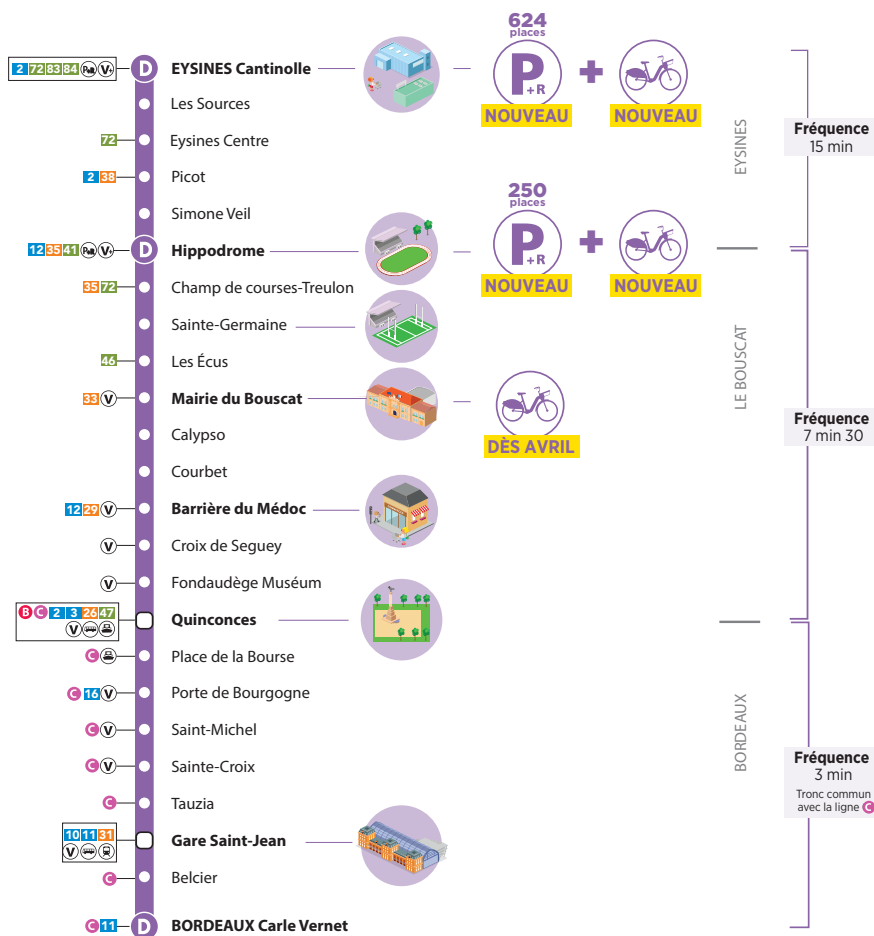 624
places
2 72 83 84 P+R V+ D EYSINES Cantinolle P+R + 
NOUVEAU NOUVEAU
Les Sources
Fréquence
15 min
72 Eysines Centre
EYSINES
2 38 Picot
250
places
Simone Veil
12 35 41 P+R V+ D Hippodrome P+R +
NOUVEAU NOUVEAU
35 72 Champ de courses-Treulon
Sainte-Germaine
LE BOUSCAT
46 Les Écus
33 V Mairie du Bouscat
DÈS AVRIL
Fréquence
7 min 30
Calypso
Courbet
12 29 V Barrière du Médoc
V Croix de Seguey
V Fondaudège Muséum
B C 2 3 26 47
V
Quinconces
C Place de la Bourse
C 16 V Porte de Bourgogne
C V Saint-Michel
BORDEAUX
C V Sainte-Croix
Fréquence
3 min
Tronc commun
avec la ligne C
C Tauzia
10 11 31
V
Gare Saint-Jean
C Belcier
C 11 D BORDEAUX Carle Vernet